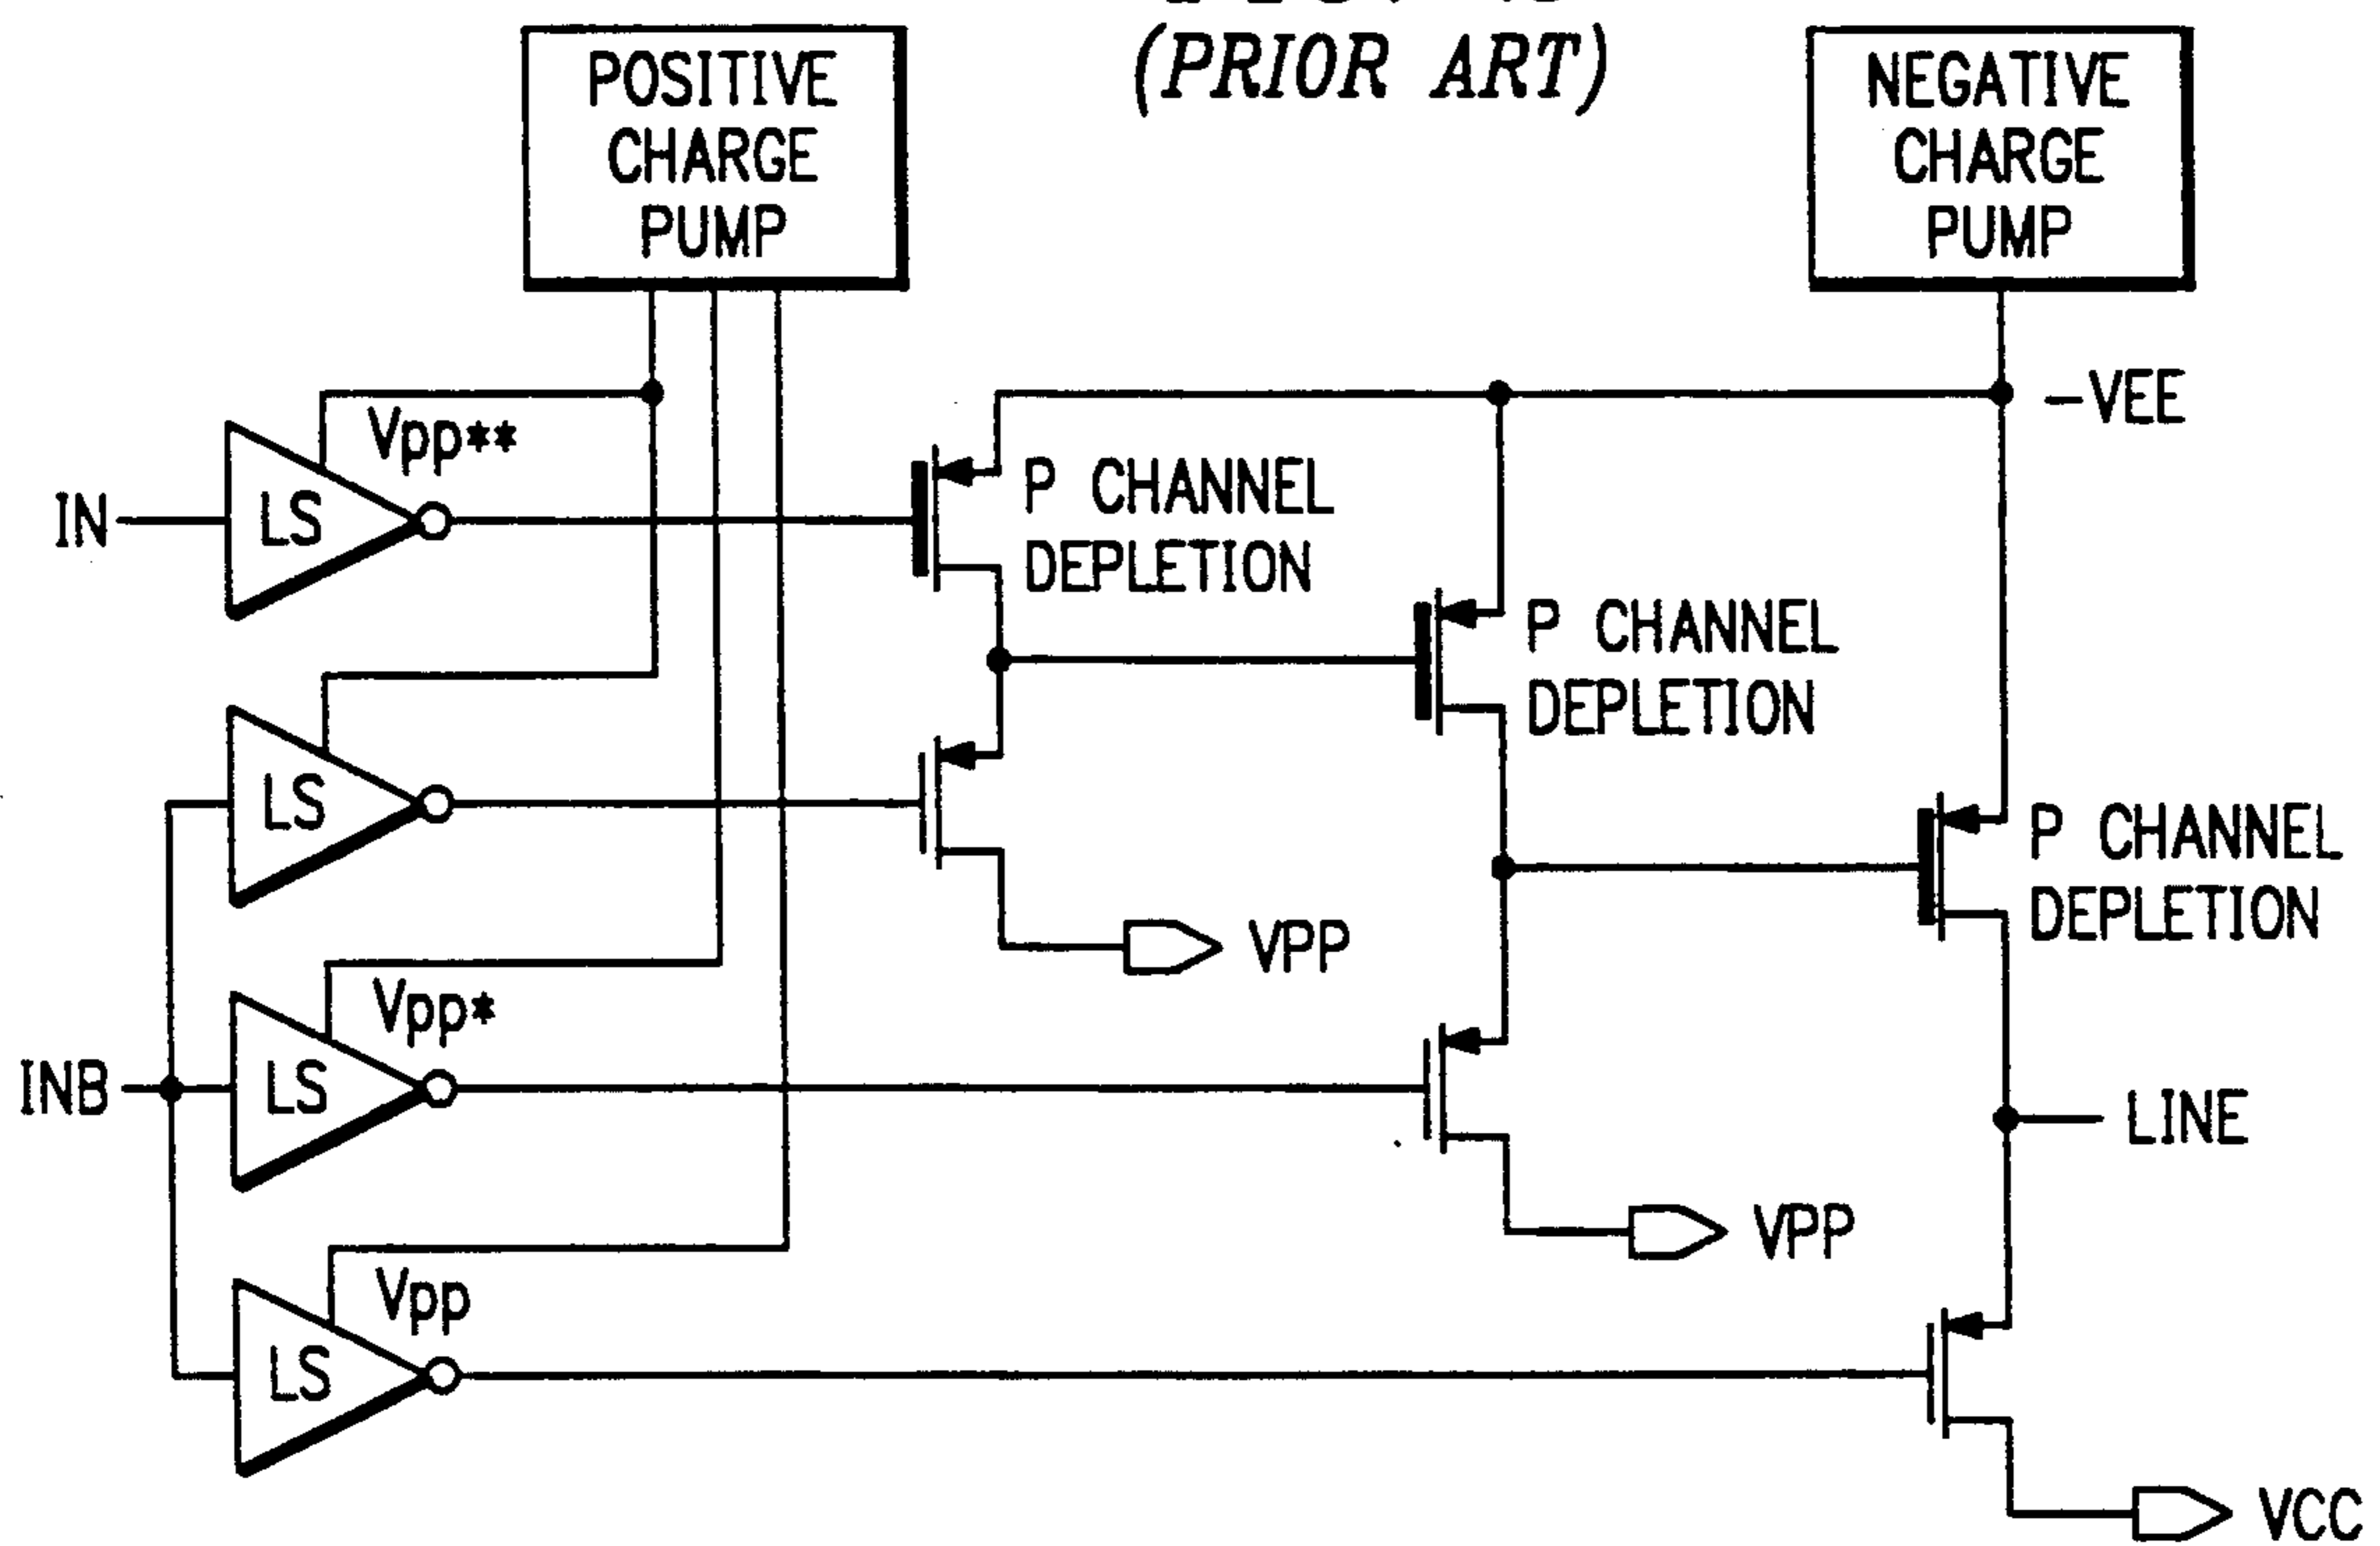 (PRIOR ART)
POSITIVE
CHARGE
PUMP
NEGATIVE
CHARGE
PUMP
-VEE
Vpp**
IN
LS
P CHANNEL
DEPLETION
P CHANNEL
DEPLETION
LS
P CHANNEL
DEPLETION
VPP
Vpp*
INB
LS
LINE
VPP
Vpp
LS
VCC